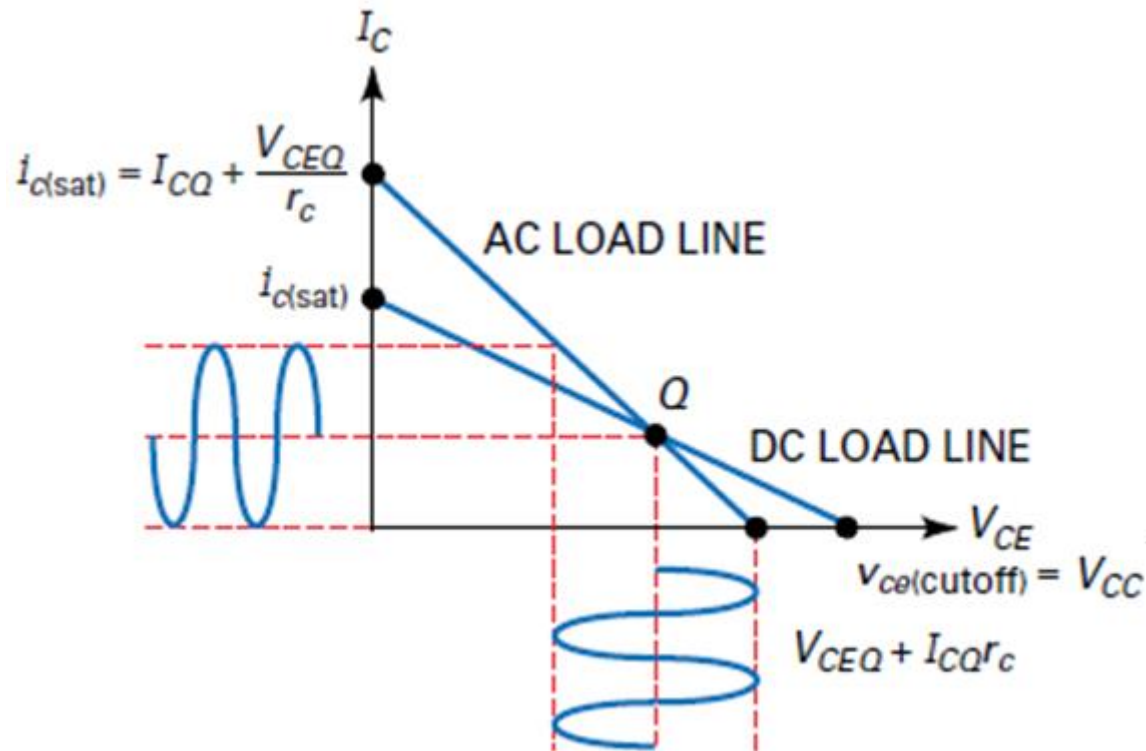 I_C
i_c(sat) = I_CQ + V_CEQ / r_c
AC LOAD LINE
i_c(sat)
Q
DC LOAD LINE
V_CE
v_ce(cutoff) = V_CC
V_CEQ + I_CQ r_c